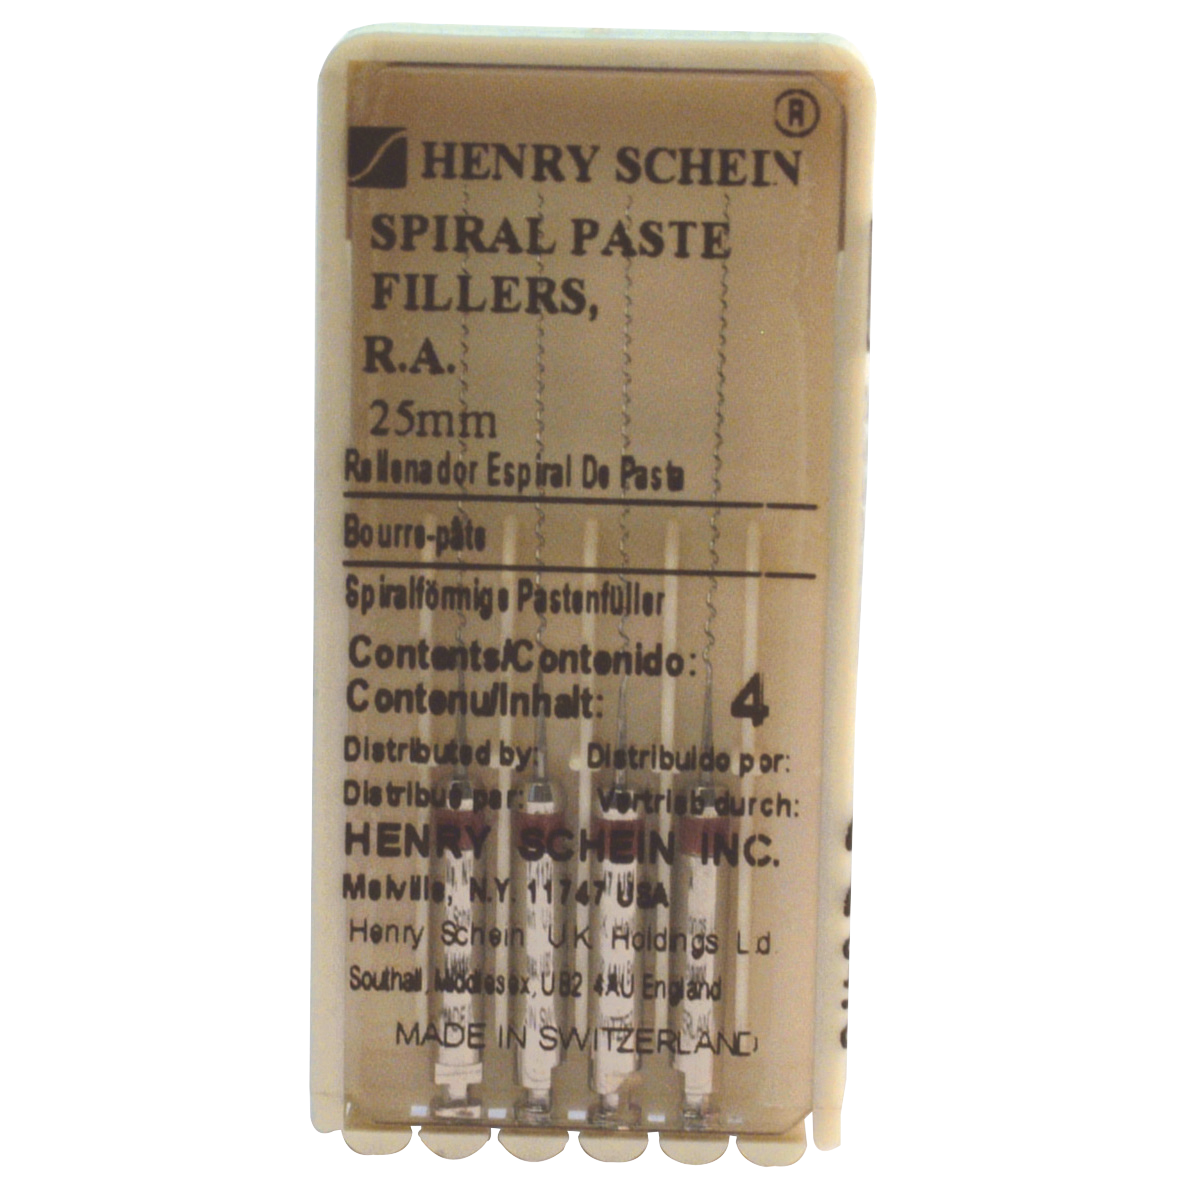 ®
HENRY SCHEIN
SPIRAL PASTE
FILLERS,
R.A.
25mm
Rellenador Espiral De Pasta
Bourre-pâte
Spiralförmige Pastenfüller
Contents/Contenido:
Contenu/Inhalt: 4
Distributed by: Distribuido por:
Distribué par: Vertrieb durch:
HENRY SCHEIN INC.
Melville, N.Y. 11747 USA
Henry Schein UK Holdings Ltd.
Southall, Middlesex, UB2 4AU England
MADE IN SWITZERLAND